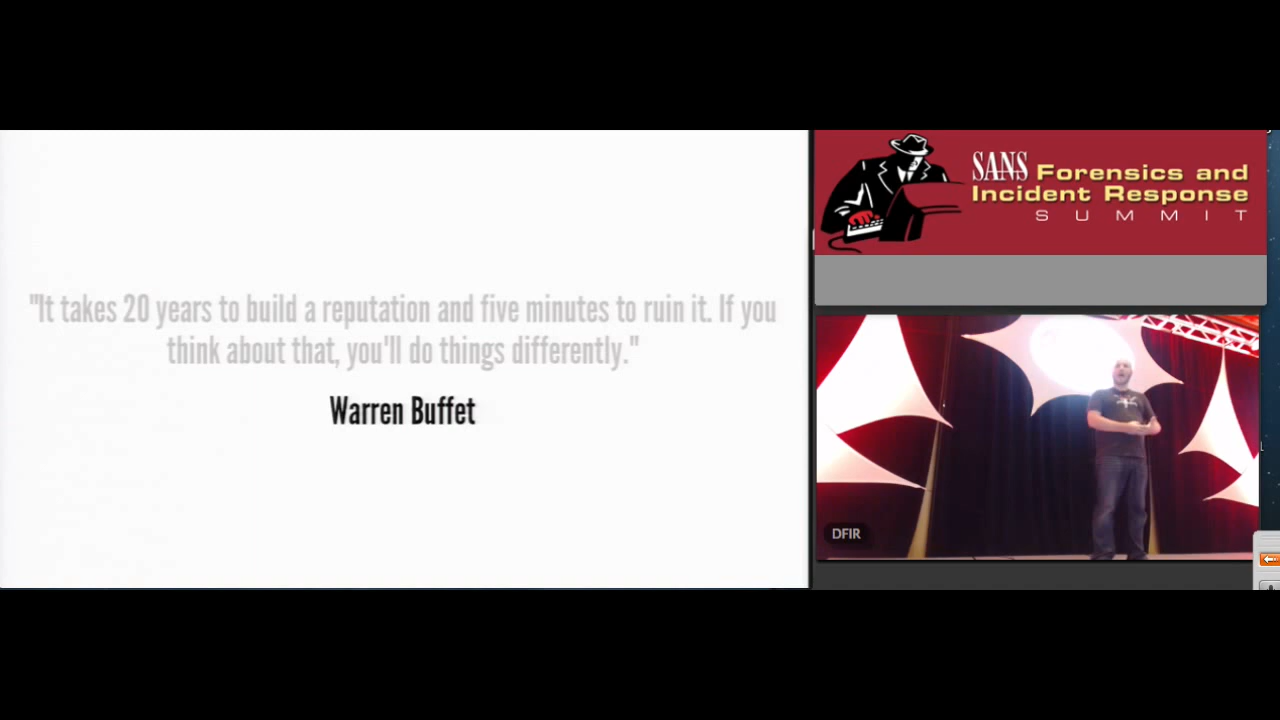 "It takes 20 years to build a reputation and five minutes to ruin it. If you
think about that, you'll do things differently."
Warren Buffet
SANS Forensics and
Incident Response
SUMMIT
DFIR